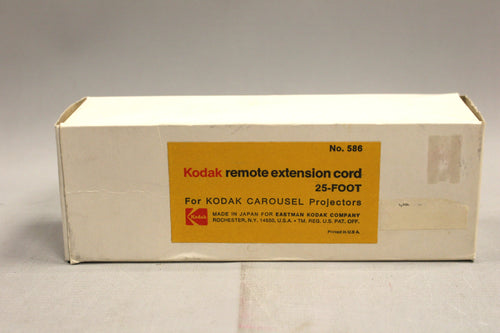 No. 586
Kodak remote extension cord
25-FOOT
For KODAK CAROUSEL Projectors
Kodak
MADE IN JAPAN FOR EASTMAN KODAK COMPANY
ROCHESTER, N.Y. 14650, U.S.A. • TM. REG. U.S. PAT. OFF.
Printed in U.S.A.